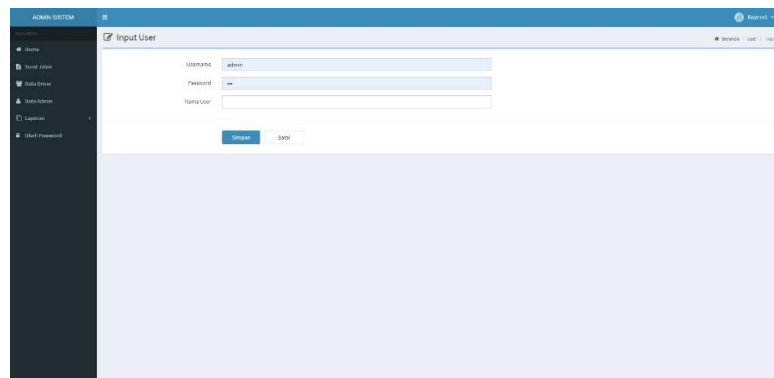 ADMIN SISTEM
Input User
Beranda
User
Home
Surat Jalan
Data Driver
Data Admin
Laporan
Ubah Password
Username
admin
Password
••
Nama User
Simpan
Batal